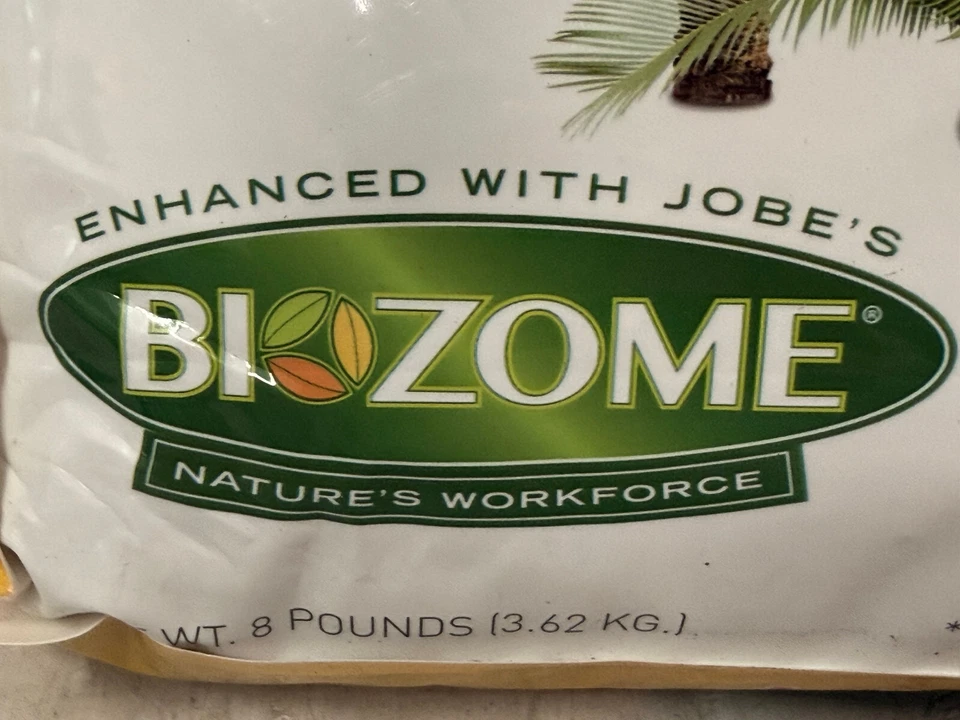 ENHANCED WITH JOBE'S
BIOZOME®
NATURE'S WORKFORCE
WT. 8 POUNDS (3.62 KG.)
*